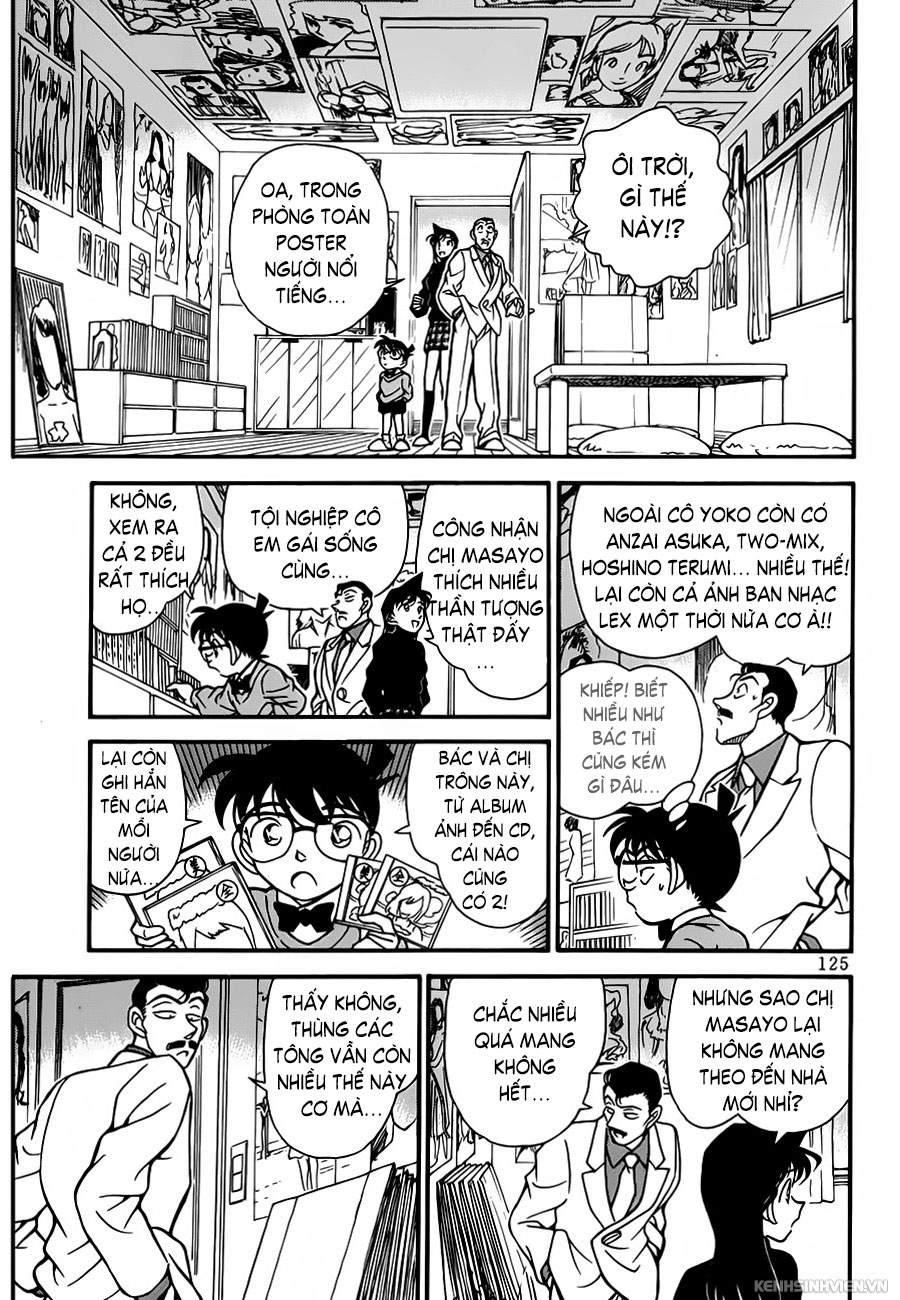 ÔI TRỜI,
GÌ THẾ
NÀY!?
OA, TRONG
PHÒNG TOÀN
POSTER
NGƯỜI NỔI
TIẾNG...
NGOÀI CÔ YOKO CÒN CÓ
ANZAI ASUKA, TWO-MIX,
HOSHINO TERUMI... NHIỀU THẾ!
LẠI CÒN CẢ ẢNH BAN NHẠC
LEX MỘT THỜI NỮA CƠ À!!
KHIẾP! BIẾT
NHIỀU NHƯ
BÁC THÌ
CŨNG KÉM
GÌ ĐÂU...
CÔNG NHẬN
CHỊ MASAYO
THÍCH NHIỀU
THẦN TƯỢNG
THẬT ĐẤY
...
TỘI NGHIỆP CÔ
EM GÁI SỐNG
CÙNG...
KHÔNG,
XEM RA
CẢ 2 ĐỀU
RẤT THÍCH
HỌ..
BÁC VÀ CHỊ
TRÔNG NÀY,
TỪ ALBUM
ẢNH ĐẾN CD,
CÁI NÀO
CŨNG
CÓ 2!
LẠI CÒN
GHI HẲN
TÊN CỦA
MỖI
NGƯỜI
NỮA...
125
NHƯNG SAO CHỊ
MASAYO LẠI
KHÔNG MANG
THEO ĐẾN NHÀ
MỚI NHỈ?
CHẮC NHIỀU
QUÁ MANG
KHÔNG
HẾT...
THẤY KHÔNG,
THÙNG CÁC
TÔNG VẪN CÒN
NHIỀU THẾ NÀY
CƠ MÀ...
KENHSINHVIEN.VN